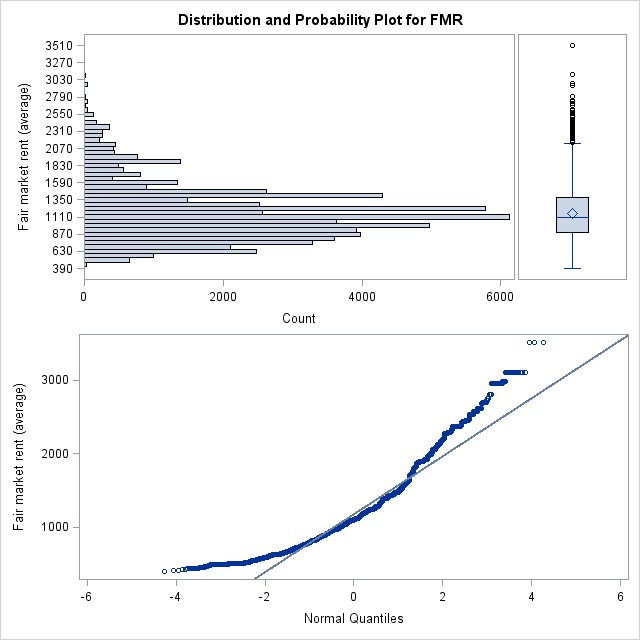 Distribution and Probability Plot for FMR
Fair market rent (average)
3510
3270
3030
2790
2550
2310
2070
1830
1590
1350
1110
870
630
390
0 2000 4000 6000
Count
Fair market rent (average)
3000
2000
1000
-6 -4 -2 0 2 4 6
Normal Quantiles